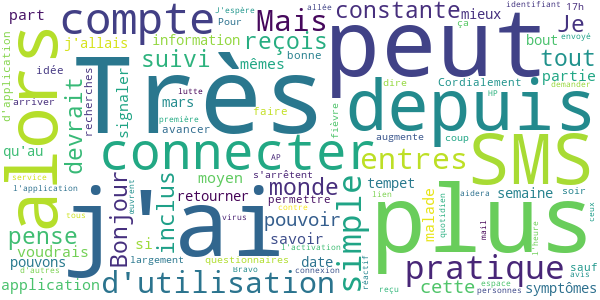 part
compte
Mais
constante
mieux
identifiant
17h
J'espère
allée
ça
Pour
Je
j'allais
information
reçois
bout
envoyé
idée
suivi
mêmes
bonne
tout
d'application
arriver
recherches
signaler
Très
peut
Cordialement
partie
dire
HP
demander
alors
devrait
mars
lutte
première
avancer
faire
fièvre
depuis
augmente
coup
qu'au
connecter
AP
entres
SMS
service
l'application
Bonjour
moyen
s'arrêtent
monde
simple
tempet
lien
aidera
semaine
soir
ceux
tous
inclus
retourner
permettre
contre
malade
quotidien
j'ai
plus
œuvrent
virus
pouvoir
l'activation
pense
si
savoir
voudrais
questionnaires
mail
l'heure
pouvons
largement
date
réactif
pratique
sauf
avis
application
d'autres
d'utilisation
Bravo
connexion
reçu
cette
espace
personnes
symptômes